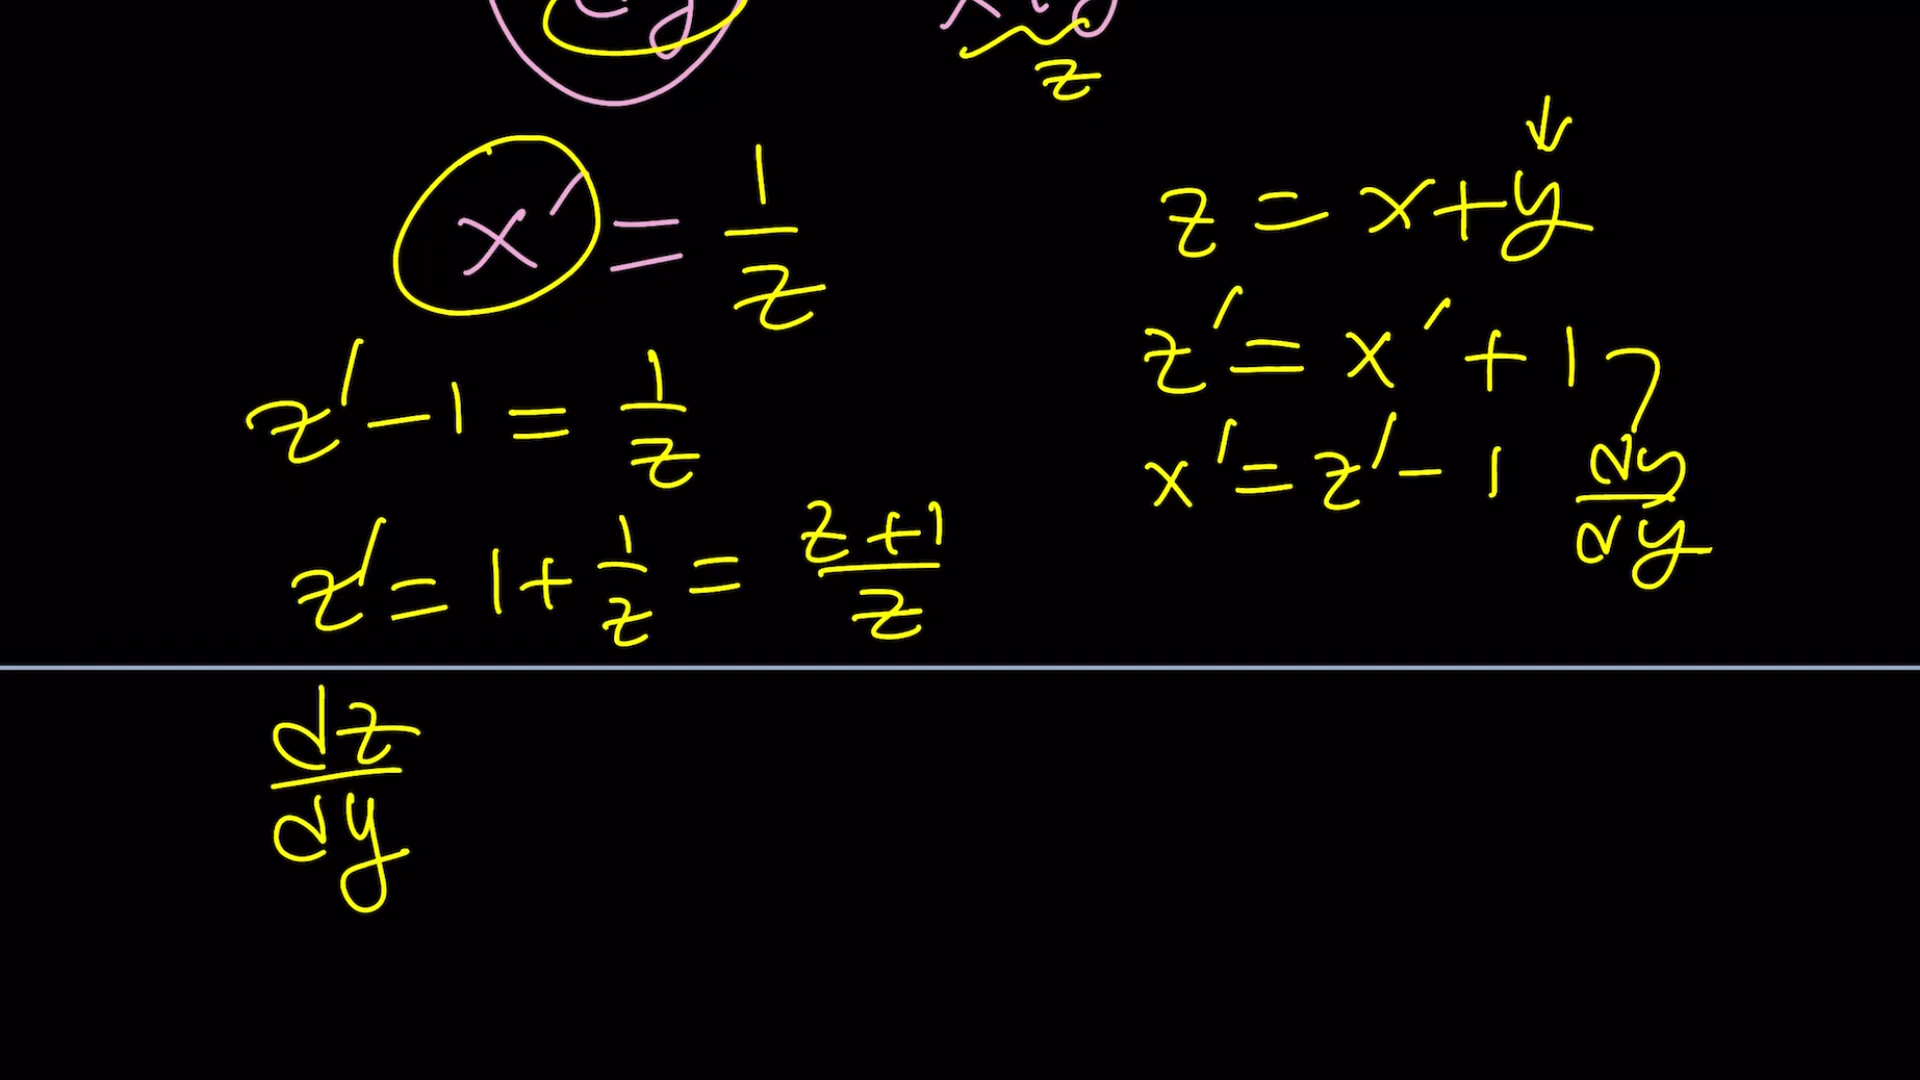 z
x' = 1/z
z = x+y
z' - 1 = 1/z
z' = x' + 1
x' = z' - 1 dy/dy
z' = 1 + 1/z = z+1/z
dz/dy